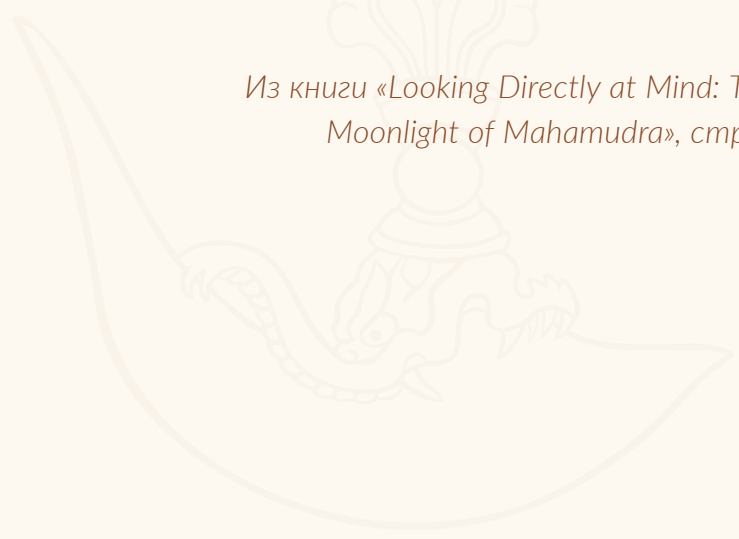 Из книги «Looking Directly at Mind: T
Moonlight of Mahamudra», стр